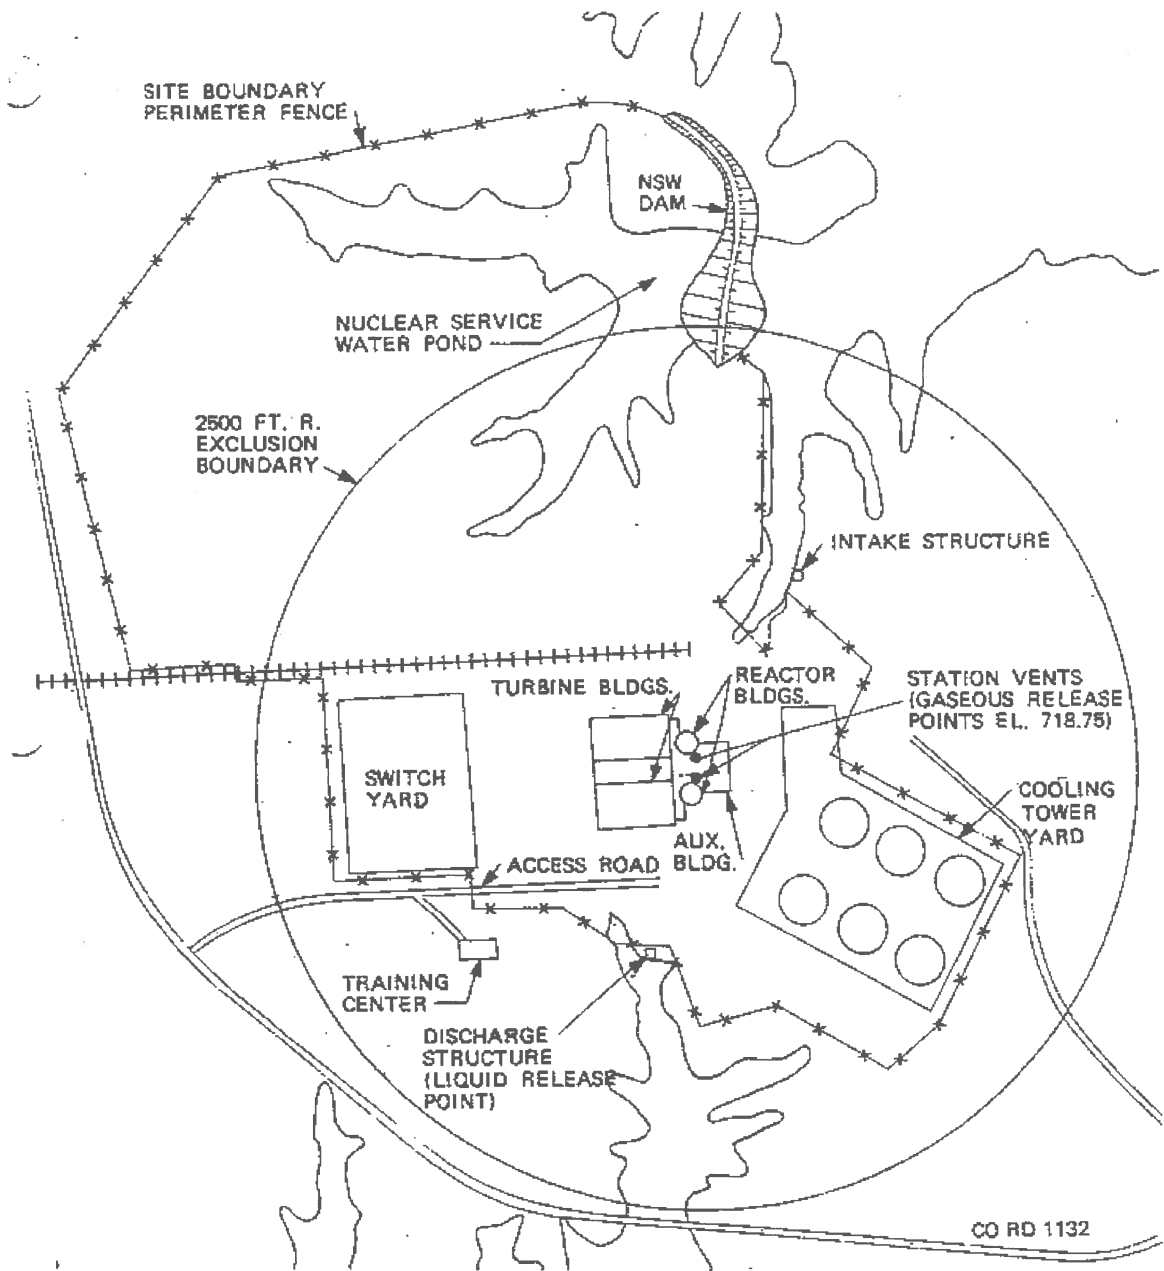 SITE BOUNDARY
PERIMETER FENCE
NSW
DAM
NUCLEAR SERVICE
WATER POND
2500 FT. R.
EXCLUSION
BOUNDARY
INTAKE STRUCTURE
TURBINE BLDGS.
REACTOR
BLDGS.
STATION VENTS
(GASEOUS RELEASE
POINTS EL. 718.75)
SWITCH
YARD
COOLING
TOWER
YARD
AUX.
BLDG.
ACCESS ROAD
TRAINING
CENTER
DISCHARGE
STRUCTURE
(LIQUID RELEASE
POINT)
CO RD 1132